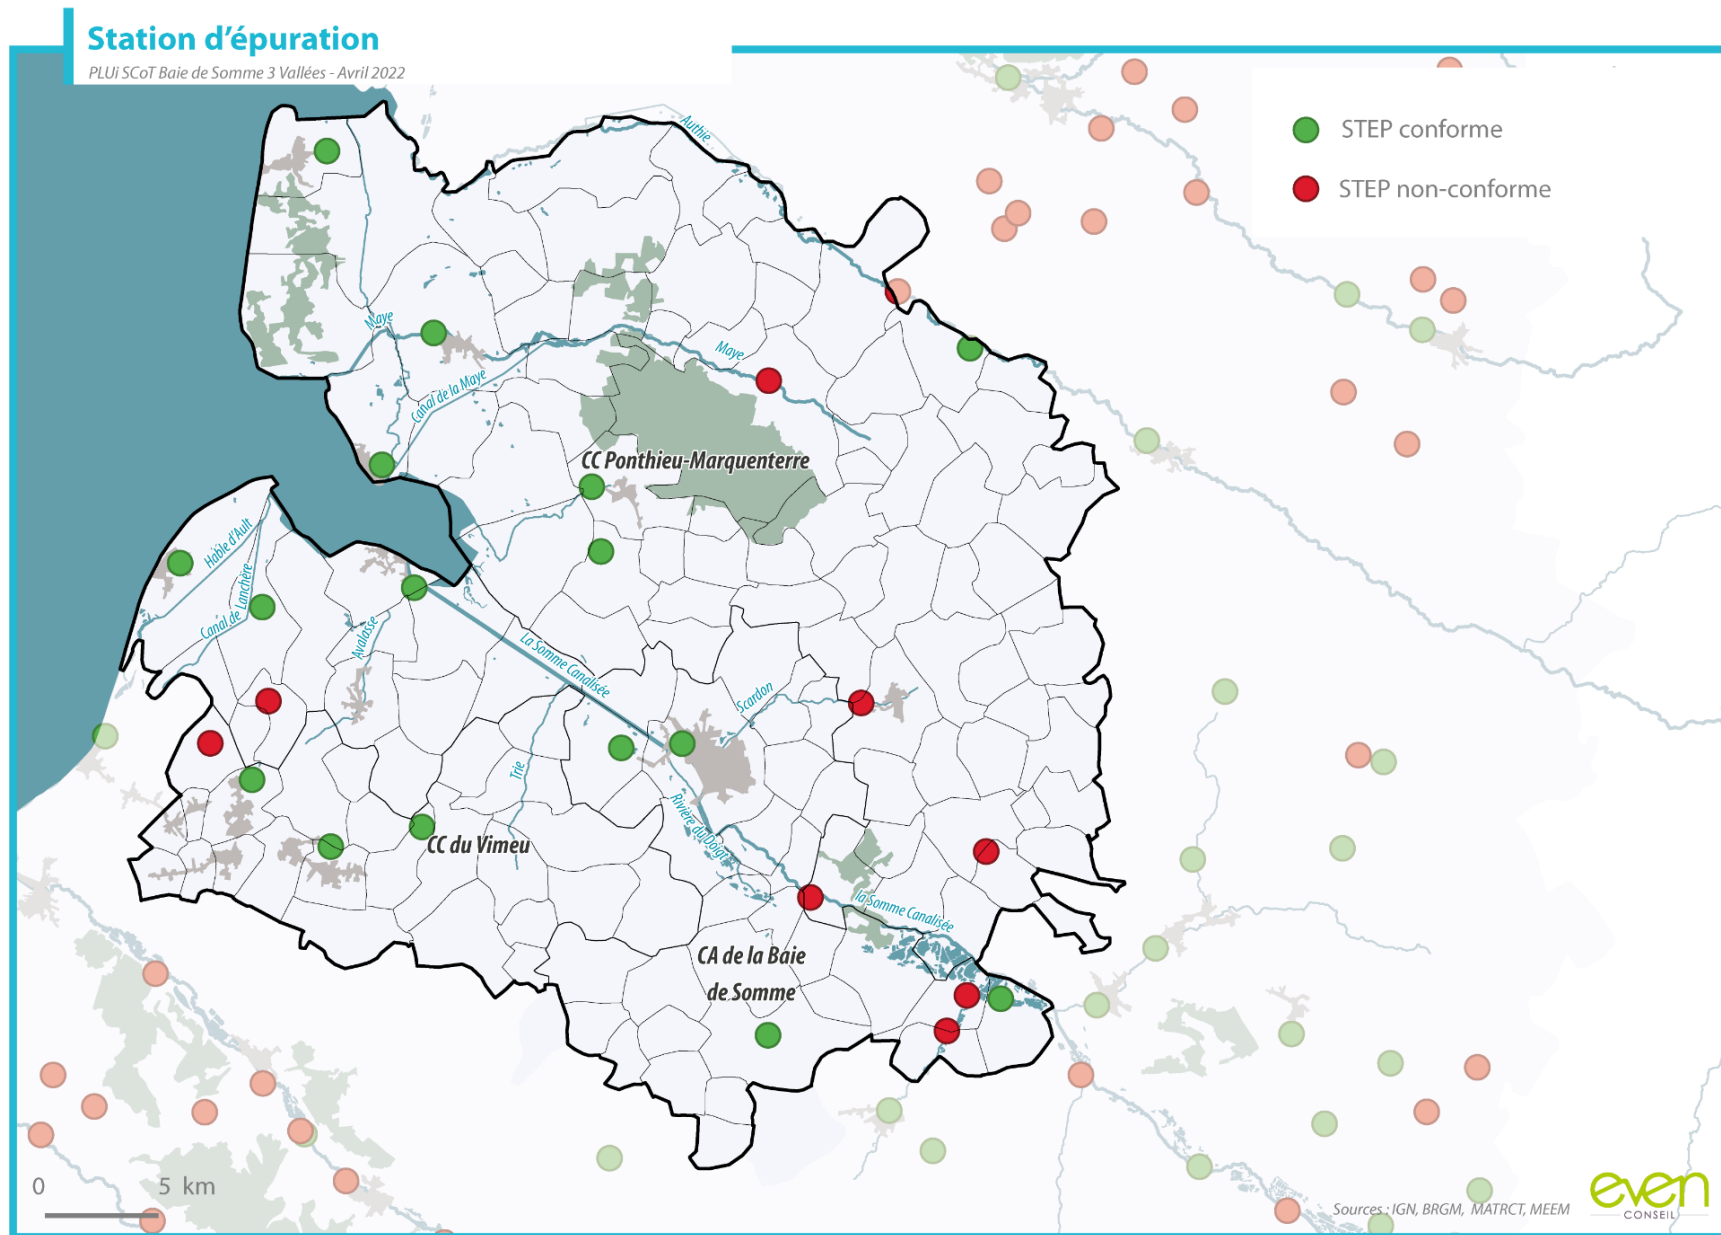 Station d'épuration
PLUi SCoT Baie de Somme 3 Vallées - Avril 2022
STEP conforme
STEP non-conforme
Authie
Maye
Maye
Canal de la Maye
CC Ponthieu-Marquenterre
Hable d'Ault
Canal de Lanchère
Avalasse
La Somme Canalisée
Scardon
Trie
Rivière du Doigt
CC du Vimeu
la Somme Canalisée
CA de la Baie
de Somme
0 5 km
Sources : IGN, BRGM, MATRCT, MEEM
even
CONSEIL